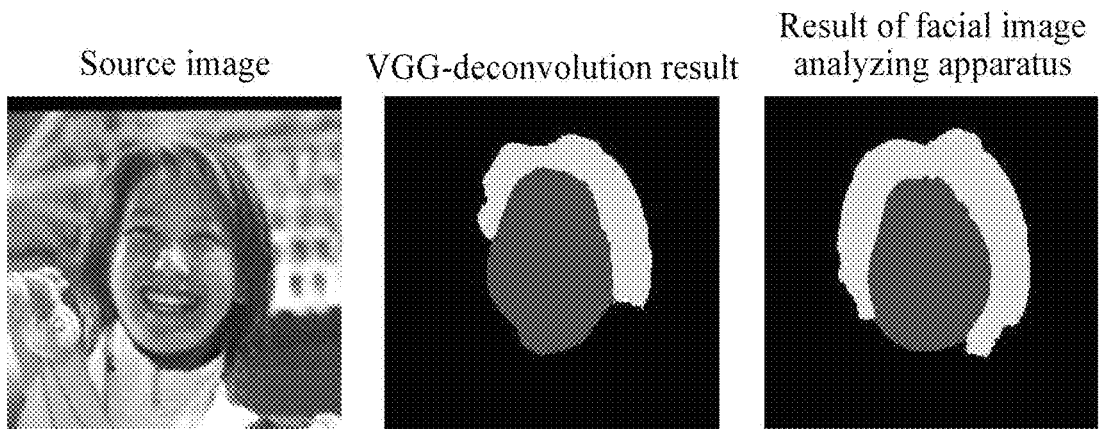 Source image
VGG-deconvolution result
Result of facial image
analyzing apparatus